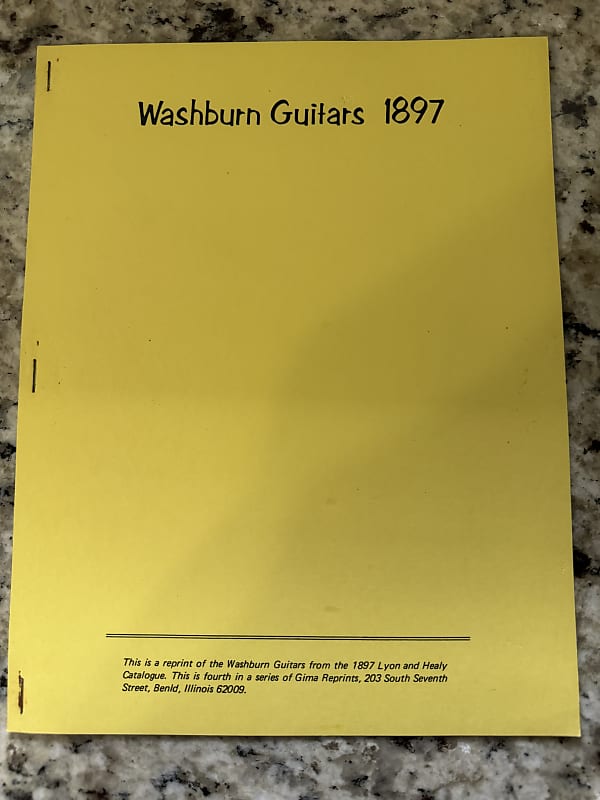 Washburn Guitars 1897
This is a reprint of the Washburn Guitars from the 1897 Lyon and Healy
Catalogue. This is fourth in a series of Gima Reprints, 203 South Seventh
Street, Benld, Illinois 62009.